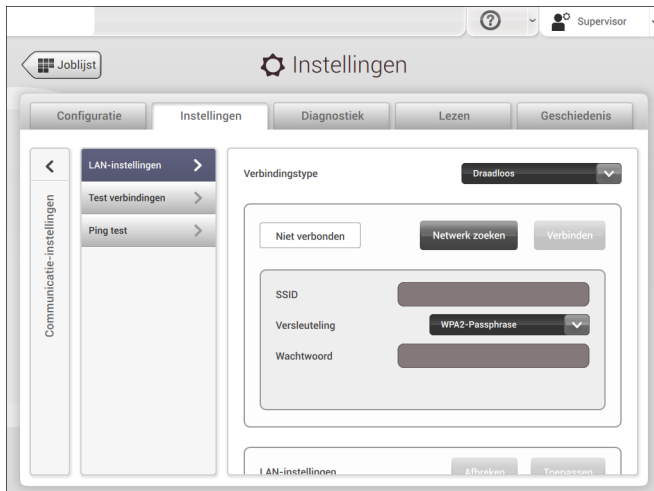 Supervisor
Joblijst
Instellingen
Configuratie
Instellingen
Diagnostiek
Lezen
Geschiedenis
Communicatie-instellingen
LAN-instellingen
Test verbindingen
Ping test
Verbindingstype
Draadloos
Niet verbonden
Netwerk zoeken
Verbinden
SSID
Versleuteling
WPA2-Passphrase
Wachtwoord
LAN-instellingen
Afbreken
Toepassen